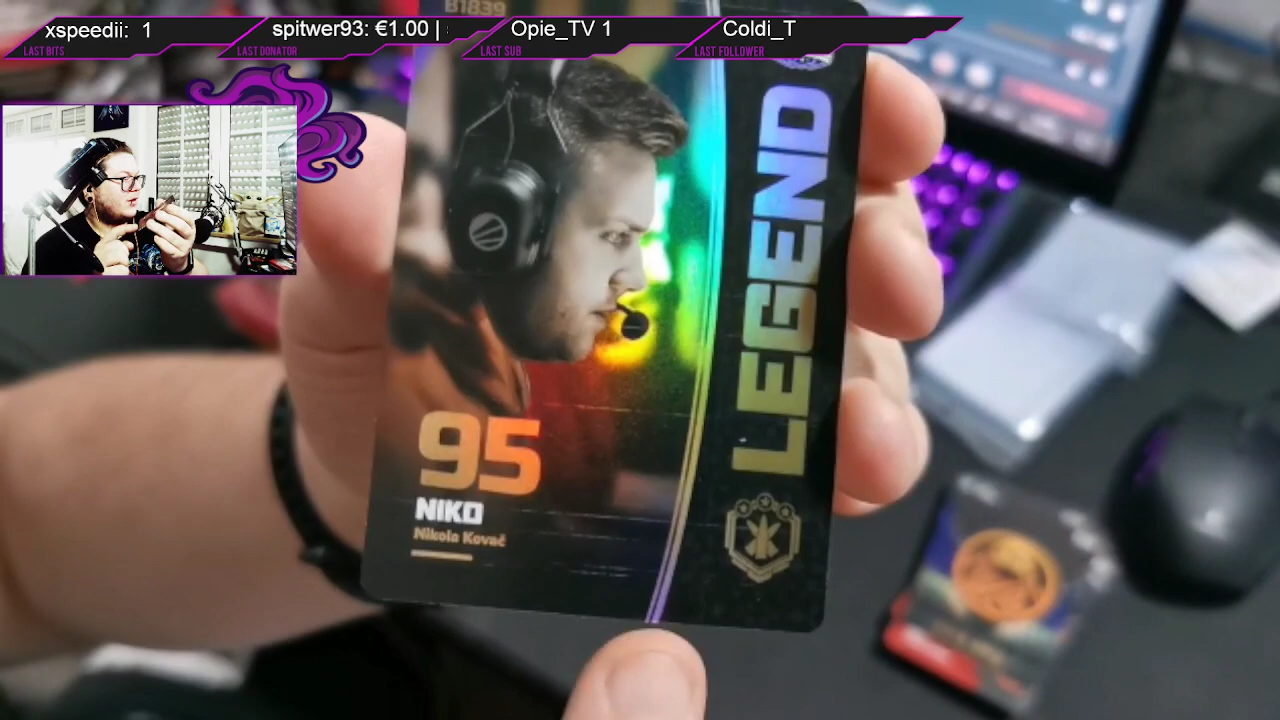 B1839
xspeedii: 1
LAST BITS
spitwer93: €1.00 |
LAST DONATOR
Opie_TV 1
LAST SUB
Coldi_T
LAST FOLLOWER
LEGEND
95
NIKO
Nikola Kovač